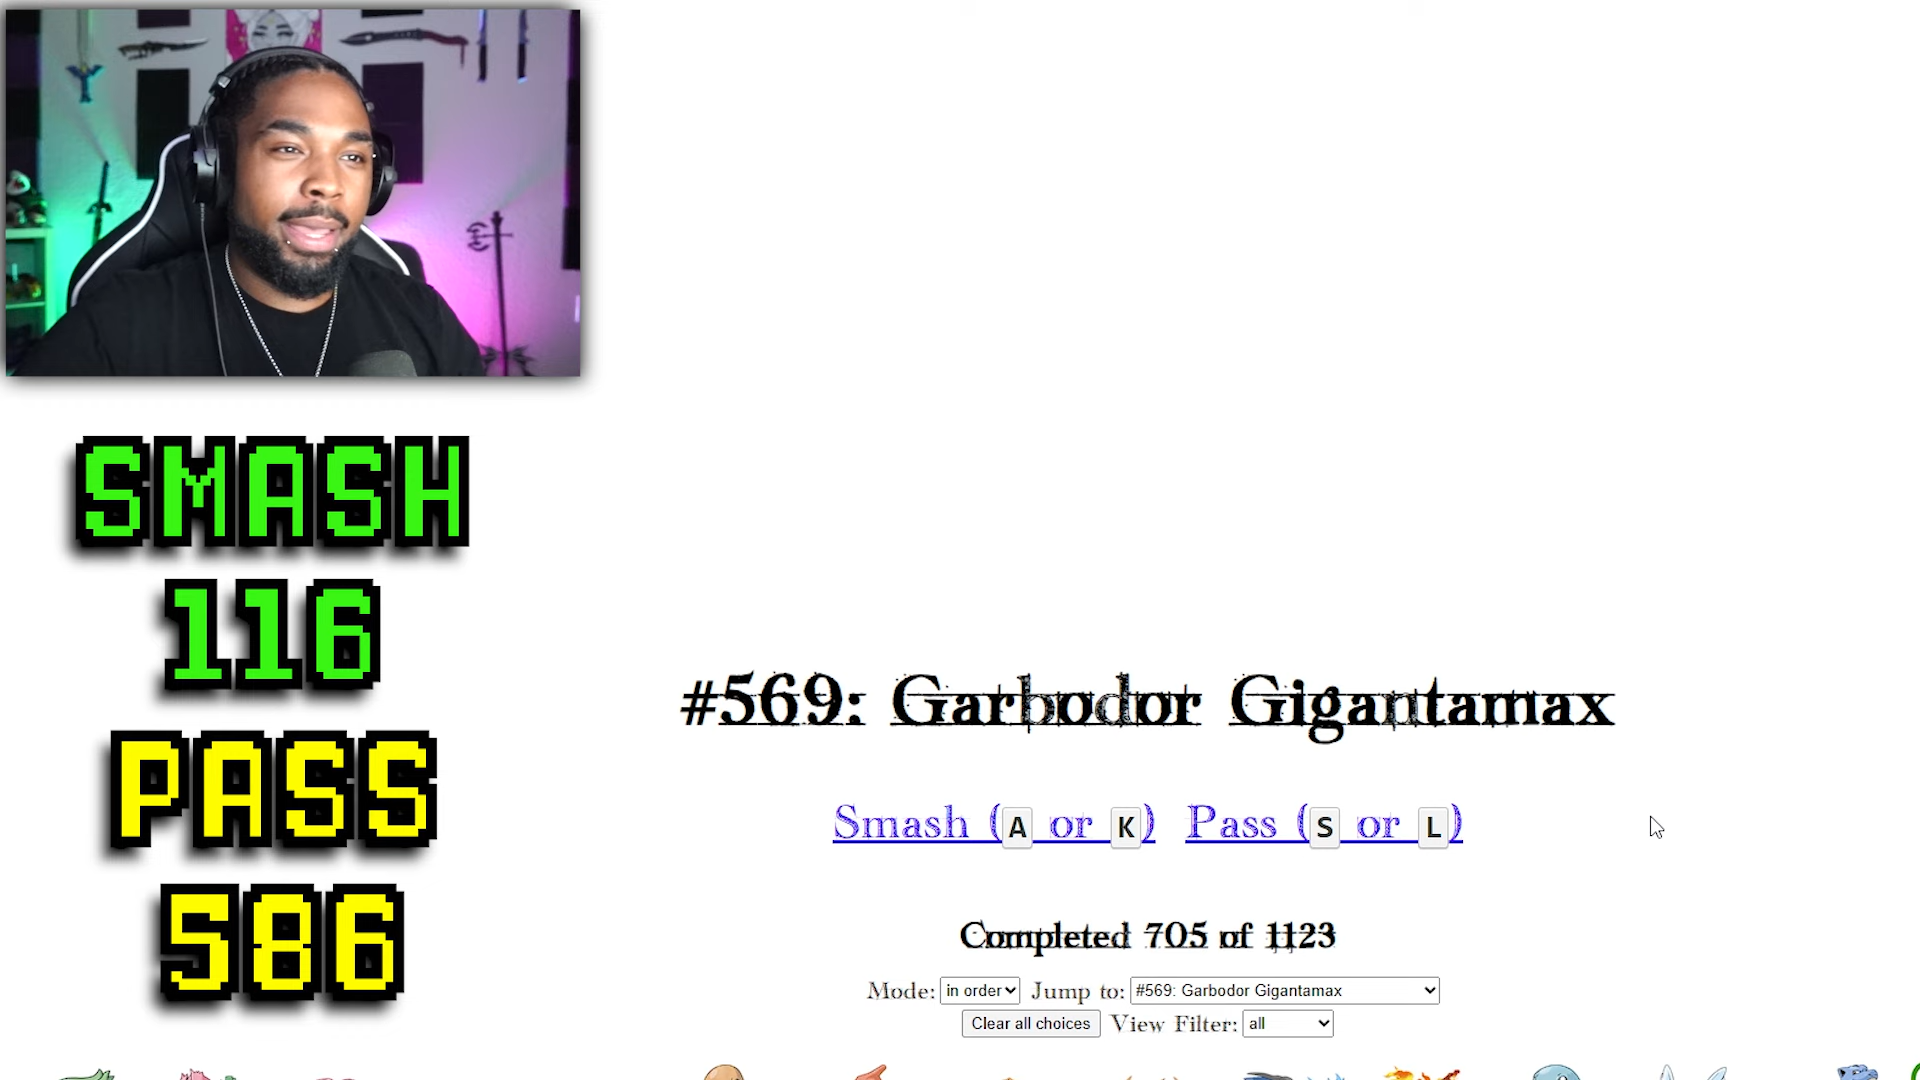 SMASH
116
PASS
586
#569: Garbodor Gigantamax
Smash (A or K) Pass (S or L)
Completed 705 of 1123
Mode: in order Jump to: #569: Garbodor Gigantamax
Clear all choices View Filter: all